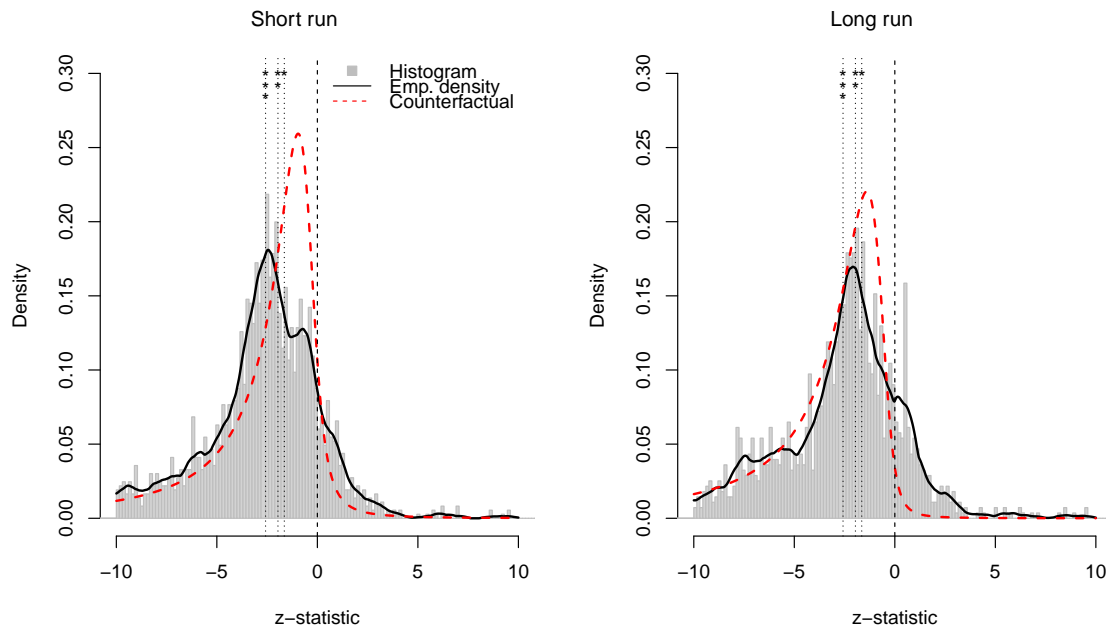 Short run
Long run
Histogram
Emp. density
Counterfactual
* * *
* *
*
* * *
* *
*
Density
0.00
0.05
0.10
0.15
0.20
0.25
0.30
−10
−5
0
5
10
z−statistic
Density
0.00
0.05
0.10
0.15
0.20
0.25
0.30
−10
−5
0
5
10
z−statistic